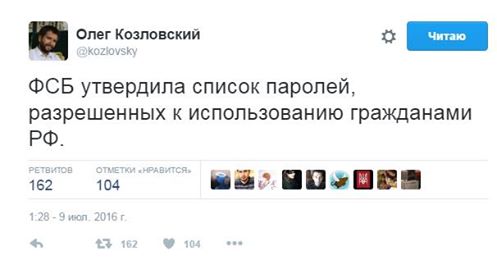 Олег Козловский
@kozlovsky
Читаю
ФСБ утвердила список паролей,
разрешенных к использованию гражданами
РФ.
РЕТВИТОВ ОТМЕТКИ «НРАВИТСЯ»
162 104
1:28 - 9 июл. 2016 г.
162 104